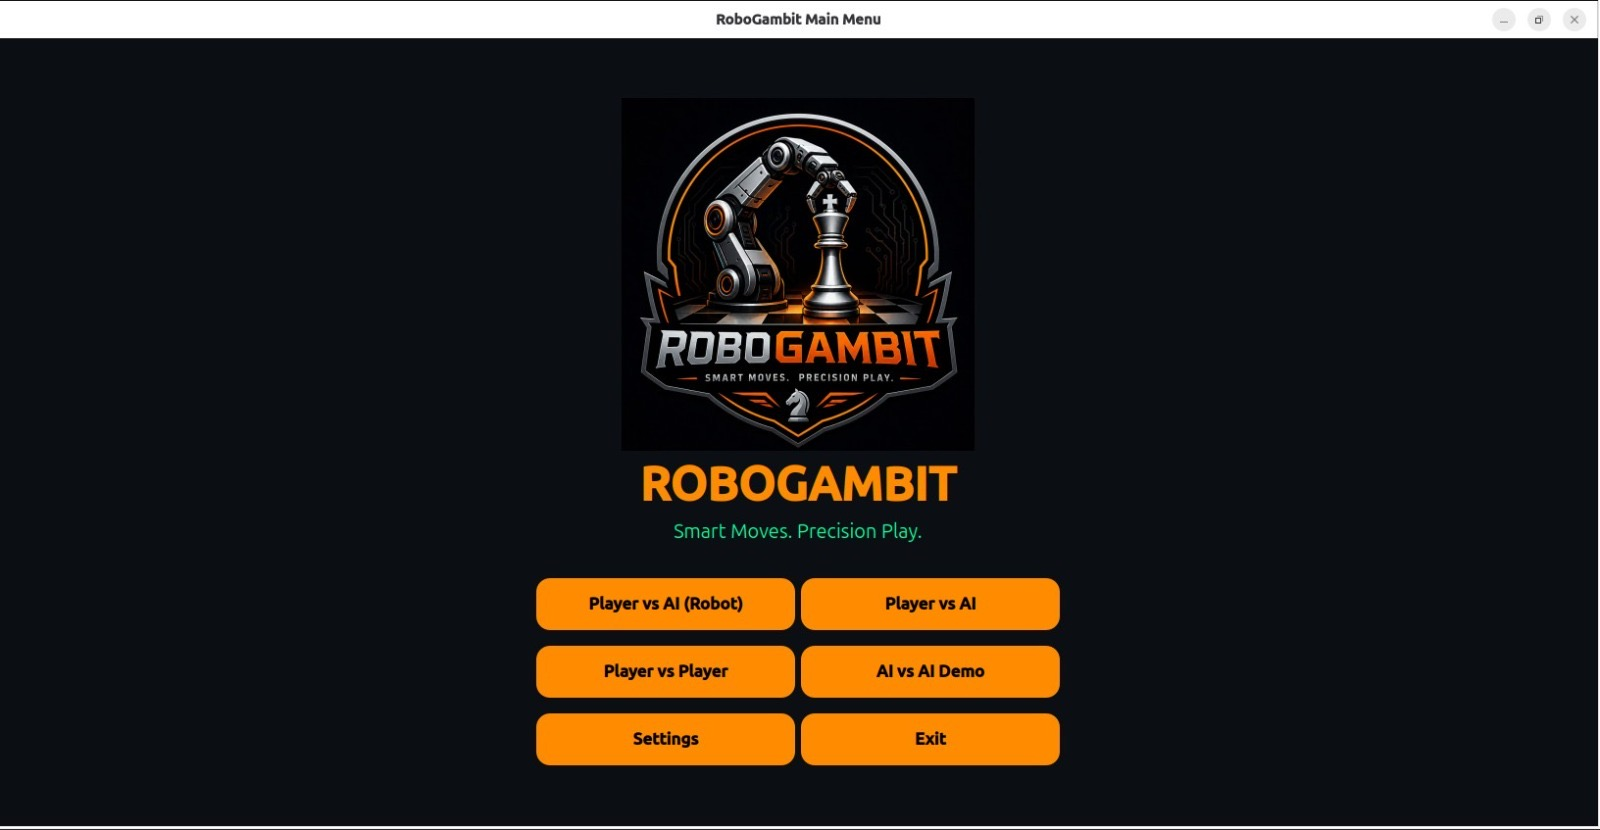 RoboGambit Main Menu
ROBOGAMBIT
SMART MOVES. PRECISION PLAY.
ROBOGAMBIT
Smart Moves. Precision Play.
Player vs AI (Robot)
Player vs AI
Player vs Player
AI vs AI Demo
Settings
Exit